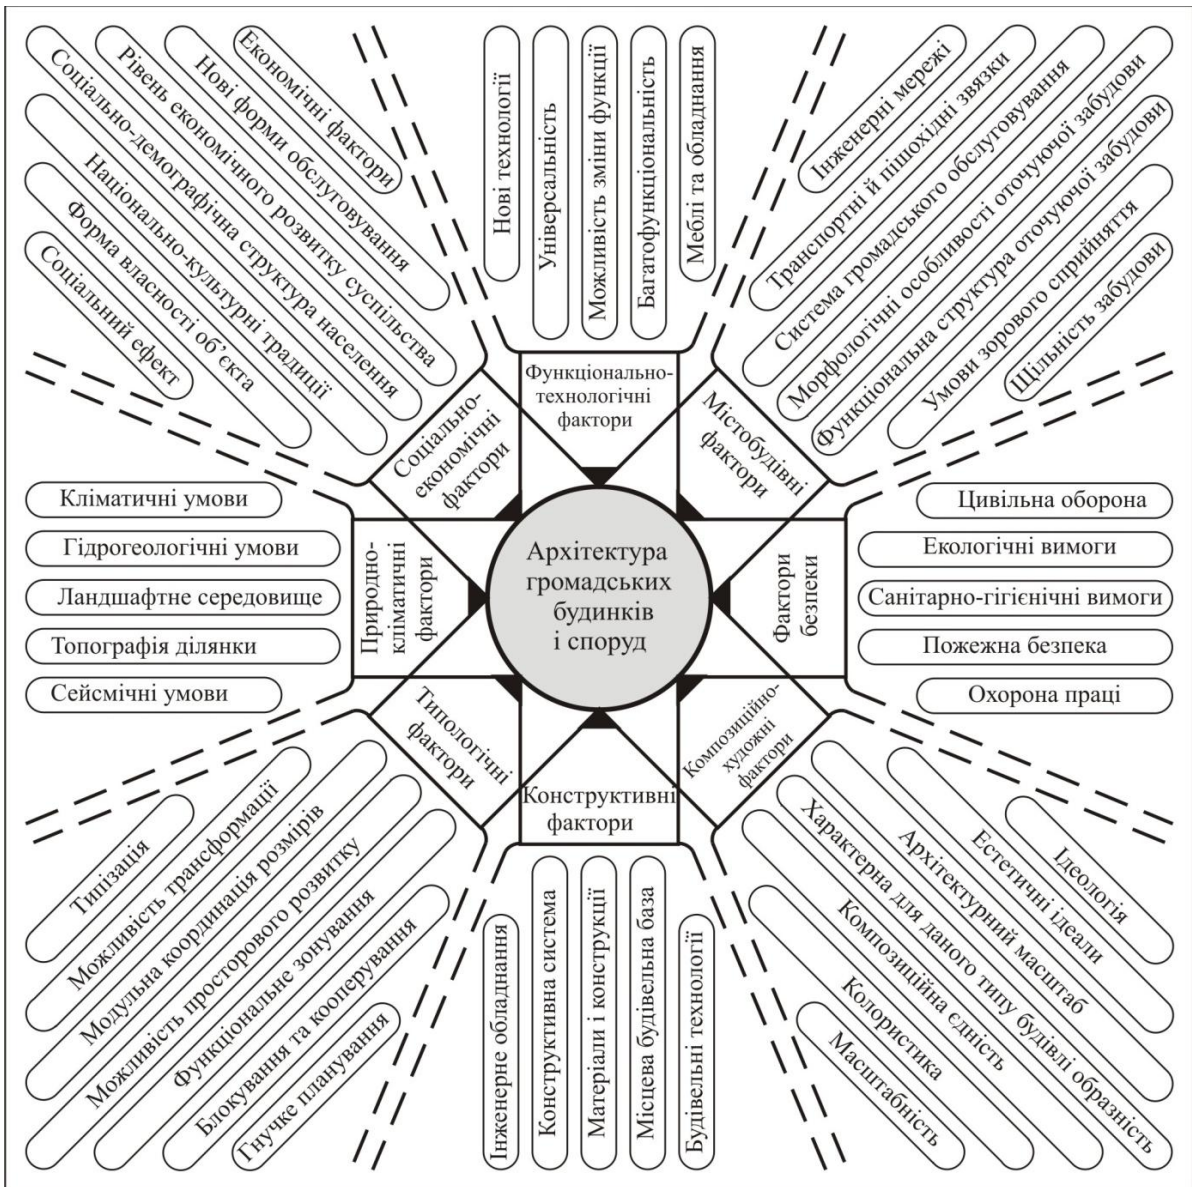 Економічні фактори
Нові форми обслуговування
Рівень економічного розвитку суспільства
Соціально-демографічна структура населення
Національно-культурні традиції
Форма власності об’єкта
Соціальний ефект
Нові технології
Універсальність
Можливість зміни функції
Багатофункціональність
Меблі та обладнання
Інженерні мережі
Транспортні й пішохідні звязки
Система громадського обслуговування
Морфологічні особливості оточуючої забудови
Функціональна структура оточуючої забудови
Умови зорового сприйняття
Щільність забудови
Соціально-
економічні
фактори
Функціонально-
технологічні
фактори
Містобудівні
фактори
Кліматичні умови
Гідрогеологічні умови
Ландшафтне середовище
Топографія ділянки
Сейсмічні умови
Природно-
кліматичні
фактори
Архітектура
громадських
будинків
і споруд
Фактори
безпеки
Цивільна оборона
Екологічні вимоги
Санітарно-гігієнічні вимоги
Пожежна безпека
Охорона праці
Типологічні
фактори
Конструктивні
фактори
Композиційно-
художні
фактори
Типізація
Можливість трансформації
Модульна координація розмірів
Можливість просторового розвитку
Функціональне зонування
Блокування та кооперування
Гнучке планування
Інженерне обладнання
Конструктивна система
Матеріали і конструкції
Місцева будівельна база
Будівельні технології
Ідеологія
Естетичні ідеали
Архітектурний масштаб
Характерна для даного типу будівлі образність
Композиційна єдність
Колористика
Масштабність